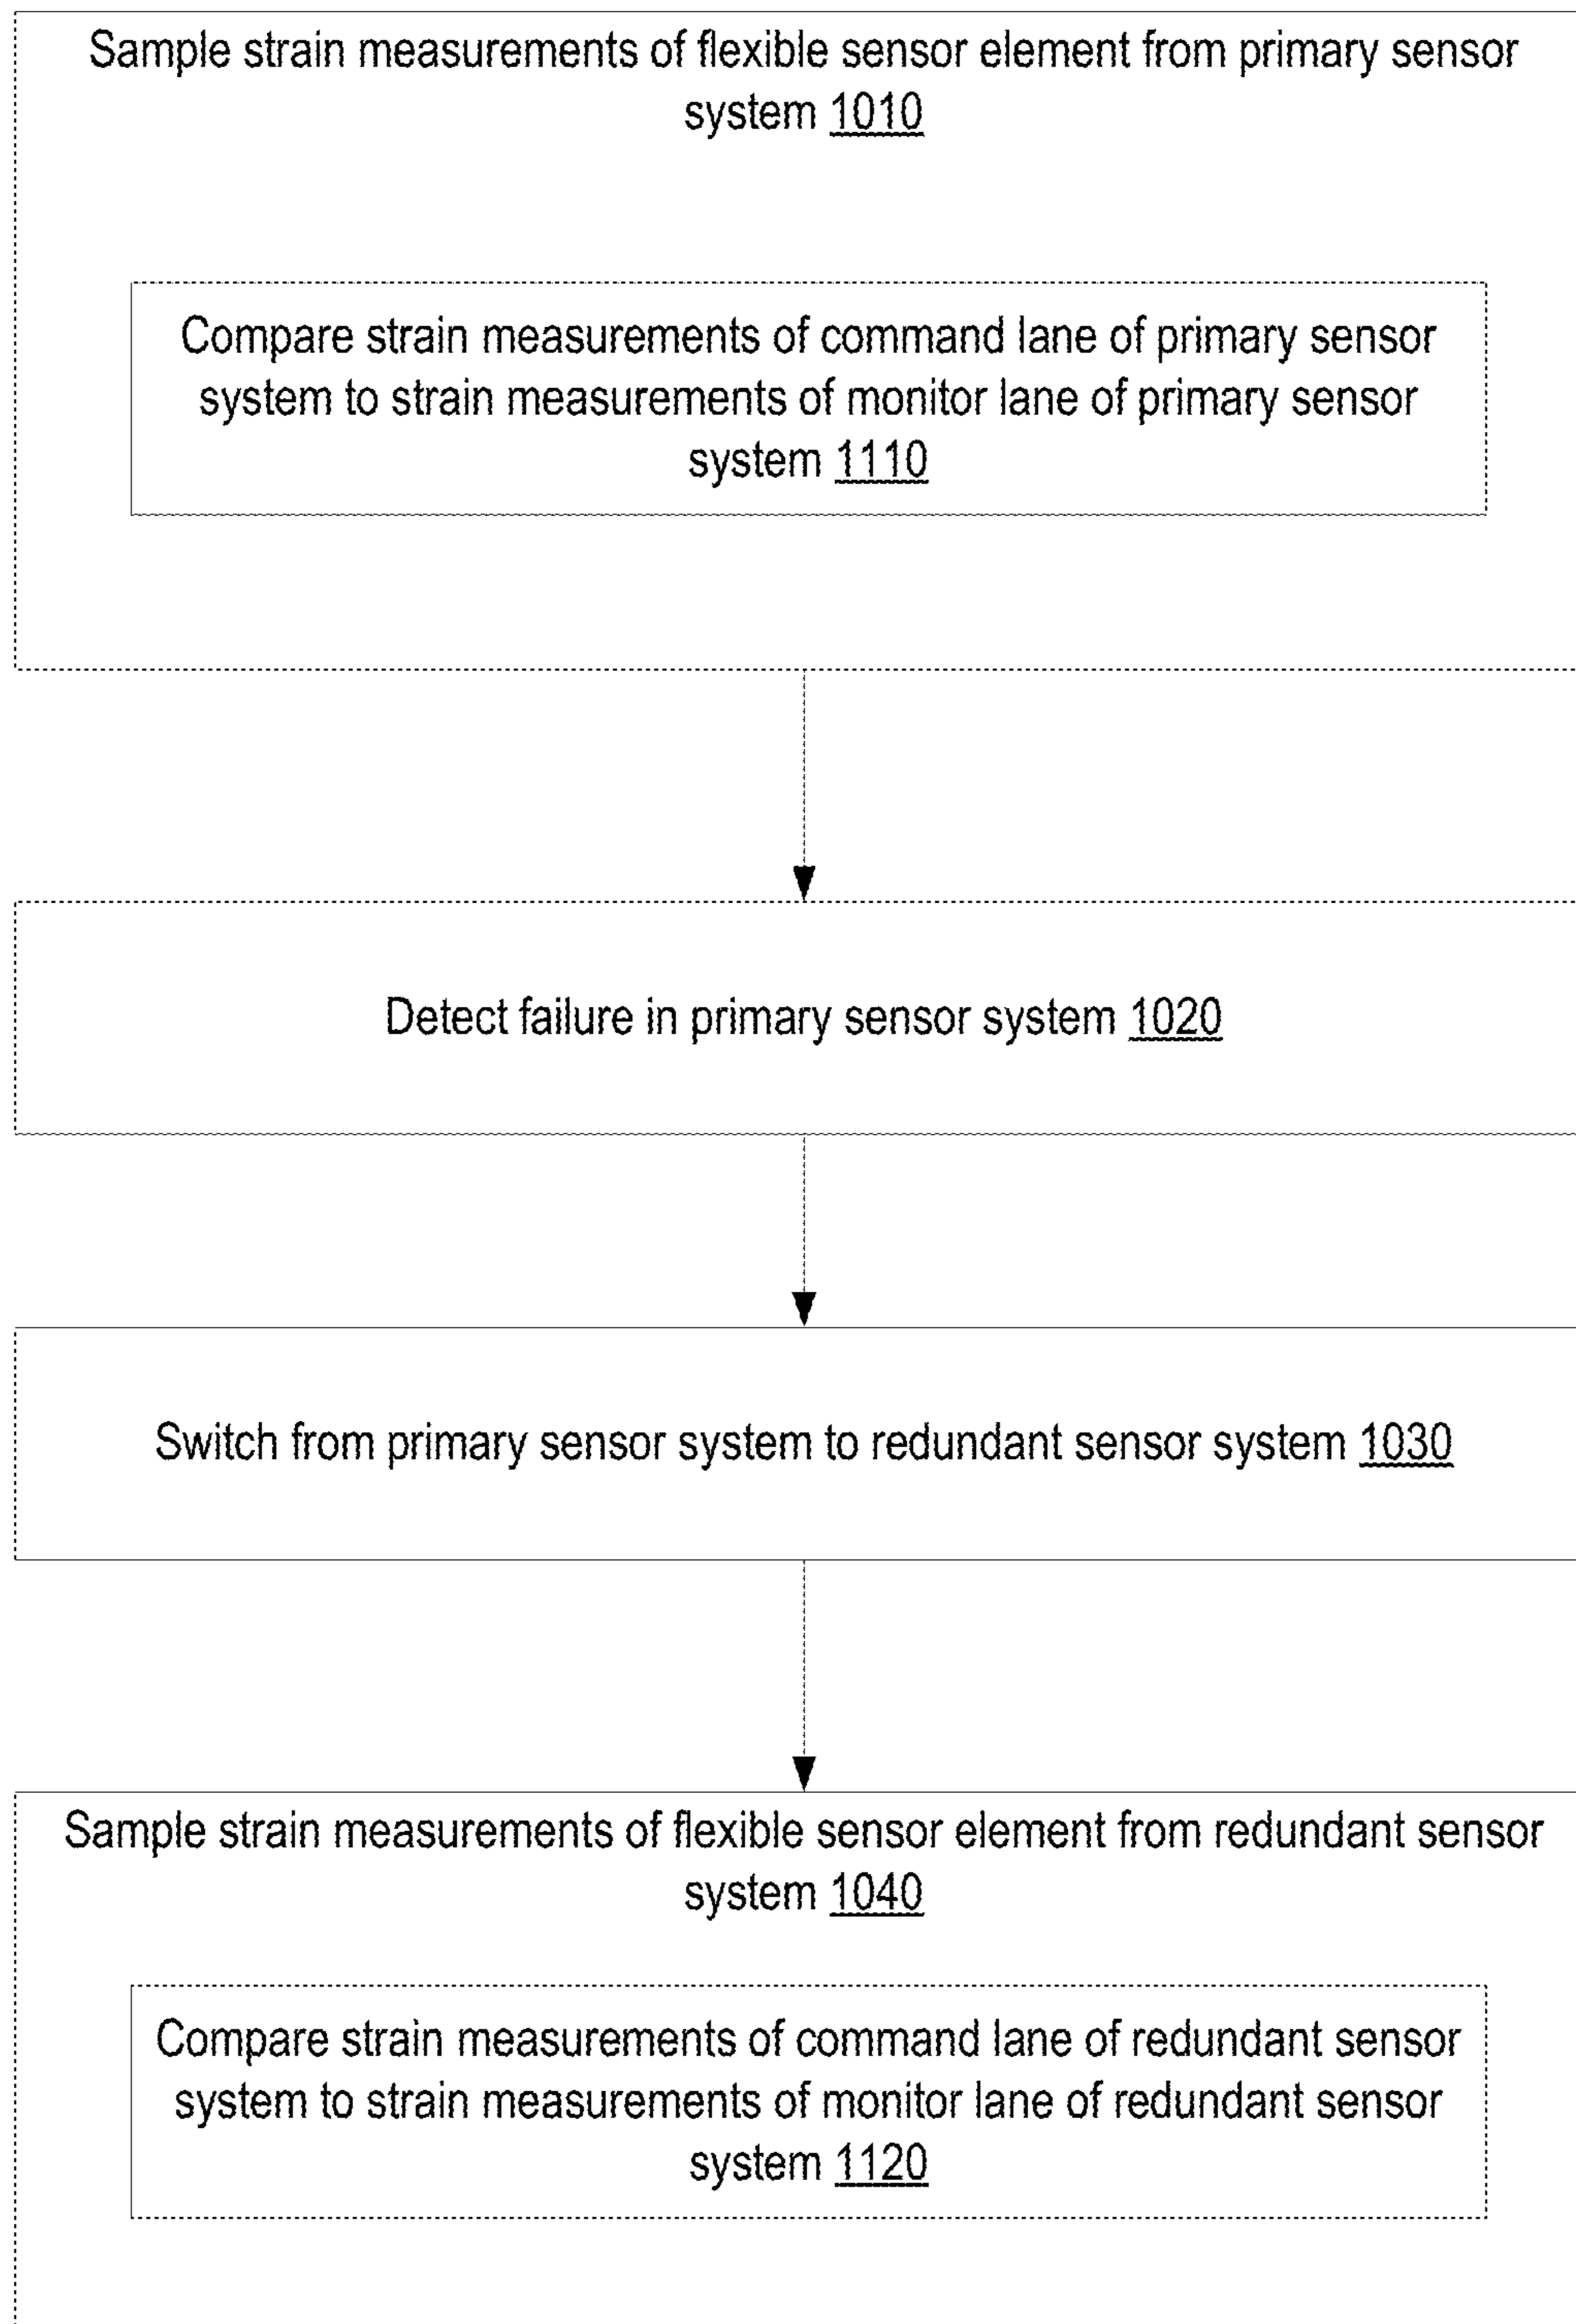 Sample strain measurements of flexible sensor element from primary sensor
system 1010
Compare strain measurements of command lane of primary sensor
system to strain measurements of monitor lane of primary sensor
system 1110
Detect failure in primary sensor system 1020
Switch from primary sensor system to redundant sensor system 1030
Sample strain measurements of flexible sensor element from redundant sensor
system 1040
Compare strain measurements of command lane of redundant sensor
system to strain measurements of monitor lane of redundant sensor
system 1120